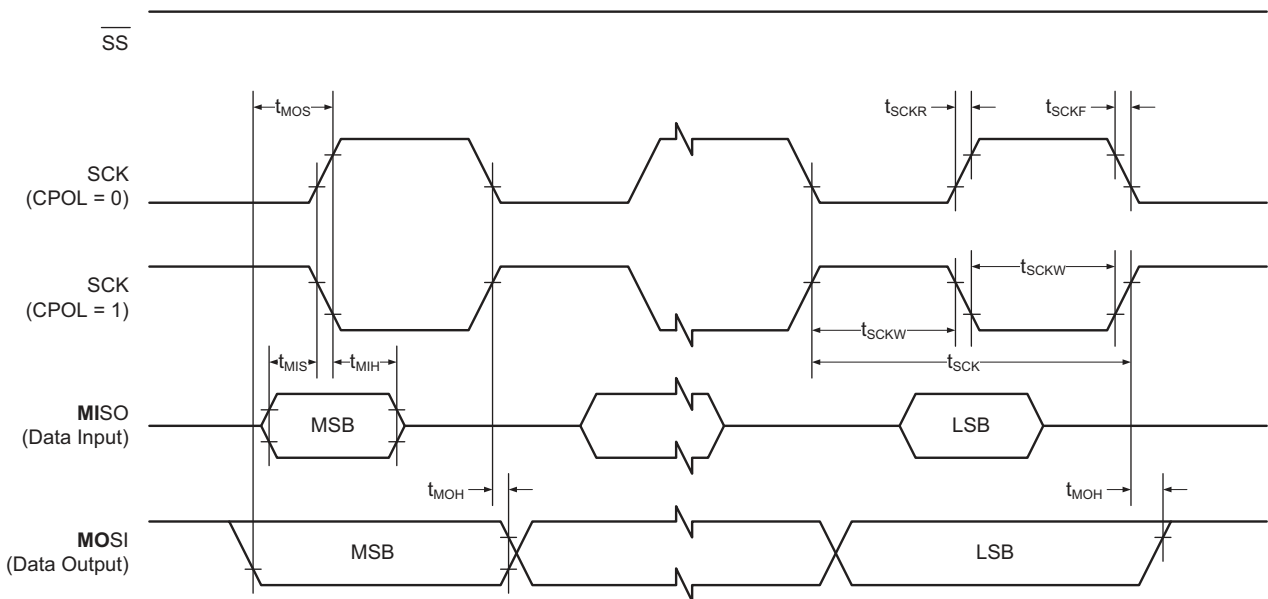 SS
tMOS
tSCKR
tSCKF
SCK
(CPOL = 0)
SCK
(CPOL = 1)
tSCKW
tSCKW
tMIS
tMIH
tSCK
MISO
(Data Input)
MSB
LSB
tMOH
tMOH
MOSI
(Data Output)
MSB
LSB